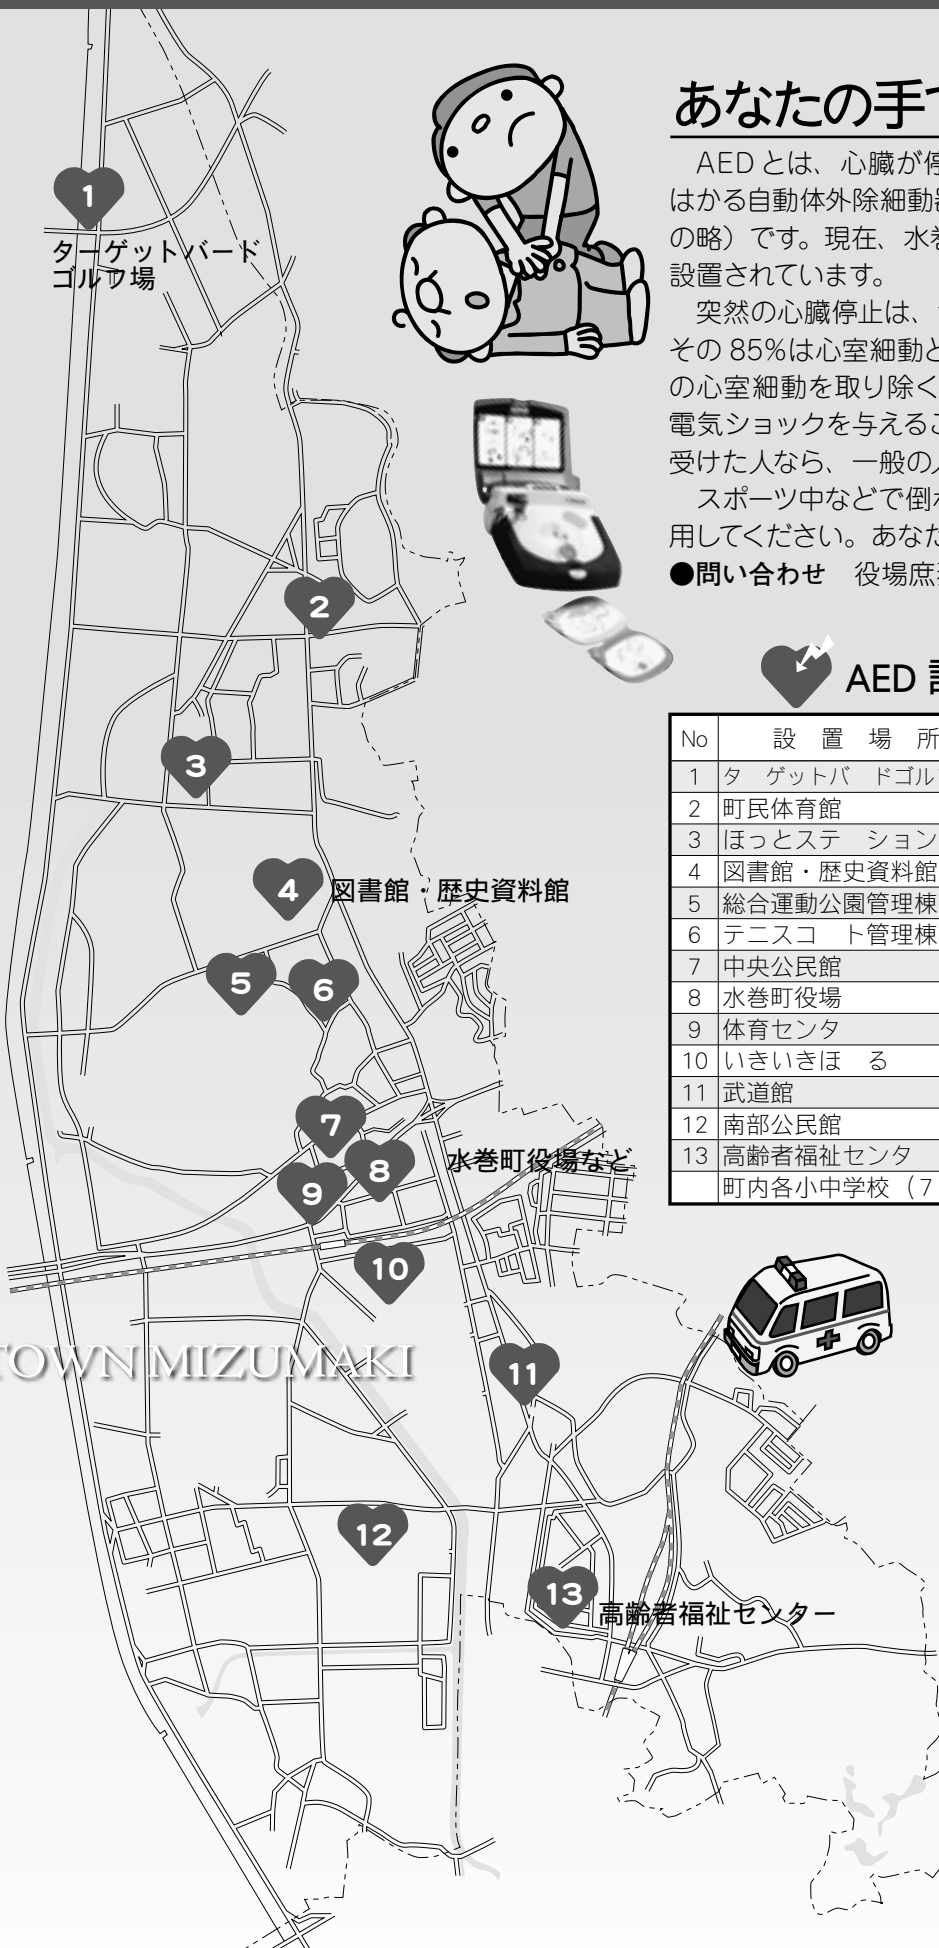 あなたの手で
AEDとは、心臓が停
はかる自動体外除細動器
の略）です。現在、水巻
設置されています。
突然の心臓停止は、
その85％は心室細動と
の心室細動を取り除く
電気ショックを与えるこ
受けた人なら、一般の人
スポーツ中などで倒れ
用してください。あなた
●問い合わせ　役場庶務
AED 設
No 設置場所
1 タ　ゲットバ　ドゴル
2 町民体育館
3 ほっとステ　ション
4 図書館・歴史資料館
5 総合運動公園管理棟
6 テニスコ　ト管理棟
7 中央公民館
8 水巻町役場
9 体育センタ
10 いきいきほ　る
11 武道館
12 南部公民館
13 高齢者福祉センタ
町内各小中学校（7
1
ターゲットバード
ゴルフ場
2
3
4 図書館・歴史資料館
5
6
7
8
水巻町役場など
9
10
TOWN MIZUMAKI
11
12
13
高齢者福祉センター